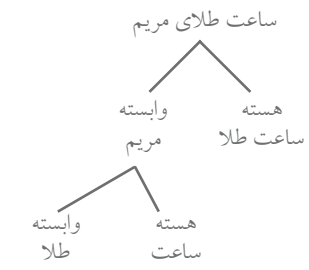 ساعت طلای مریم
هسته وابسته
ساعت طلا مریم
هسته وابسته
ساعت طلا